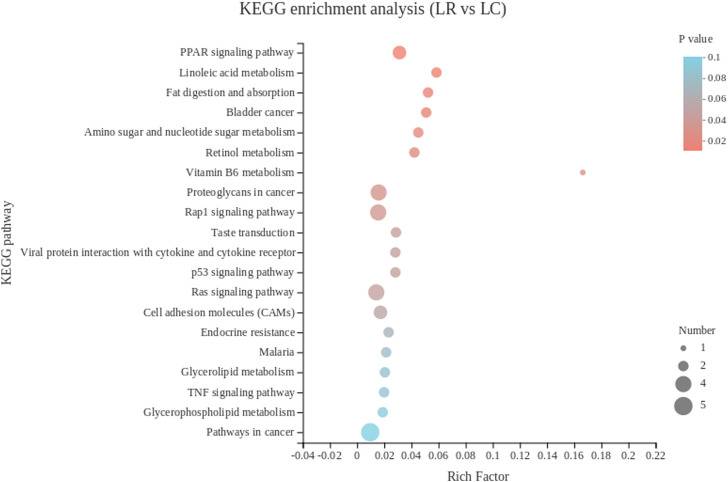 KEGG enrichment analysis (LR vs LC)
KEGG pathway
PPAR signaling pathway
Linoleic acid metabolism
Fat digestion and absorption
Bladder cancer
Amino sugar and nucleotide sugar metabolism
Retinol metabolism
Vitamin B6 metabolism
Proteoglycans in cancer
Rap1 signaling pathway
Taste transduction
Viral protein interaction with cytokine and cytokine receptor
p53 signaling pathway
Ras signaling pathway
Cell adhesion molecules (CAMs)
Endocrine resistance
Malaria
Glycerolipid metabolism
TNF signaling pathway
Glycerophospholipid metabolism
Pathways in cancer
-0.04 -0.02 0 0.02 0.04 0.06 0.08 0.1 0.12 0.14 0.16 0.18 0.2 0.22
Rich Factor
P value
0.1
0.08
0.06
0.04
0.02
Number
1
2
4
5